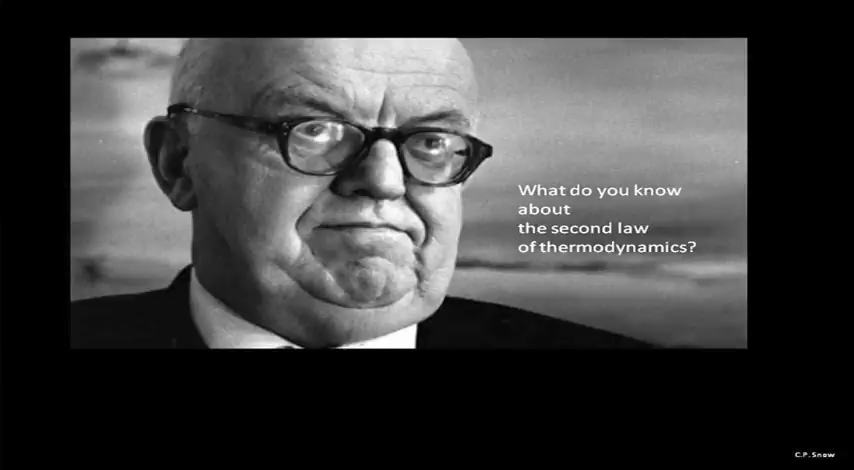 What do you know
about
the second law
of thermodynamics?
C.P. Snow